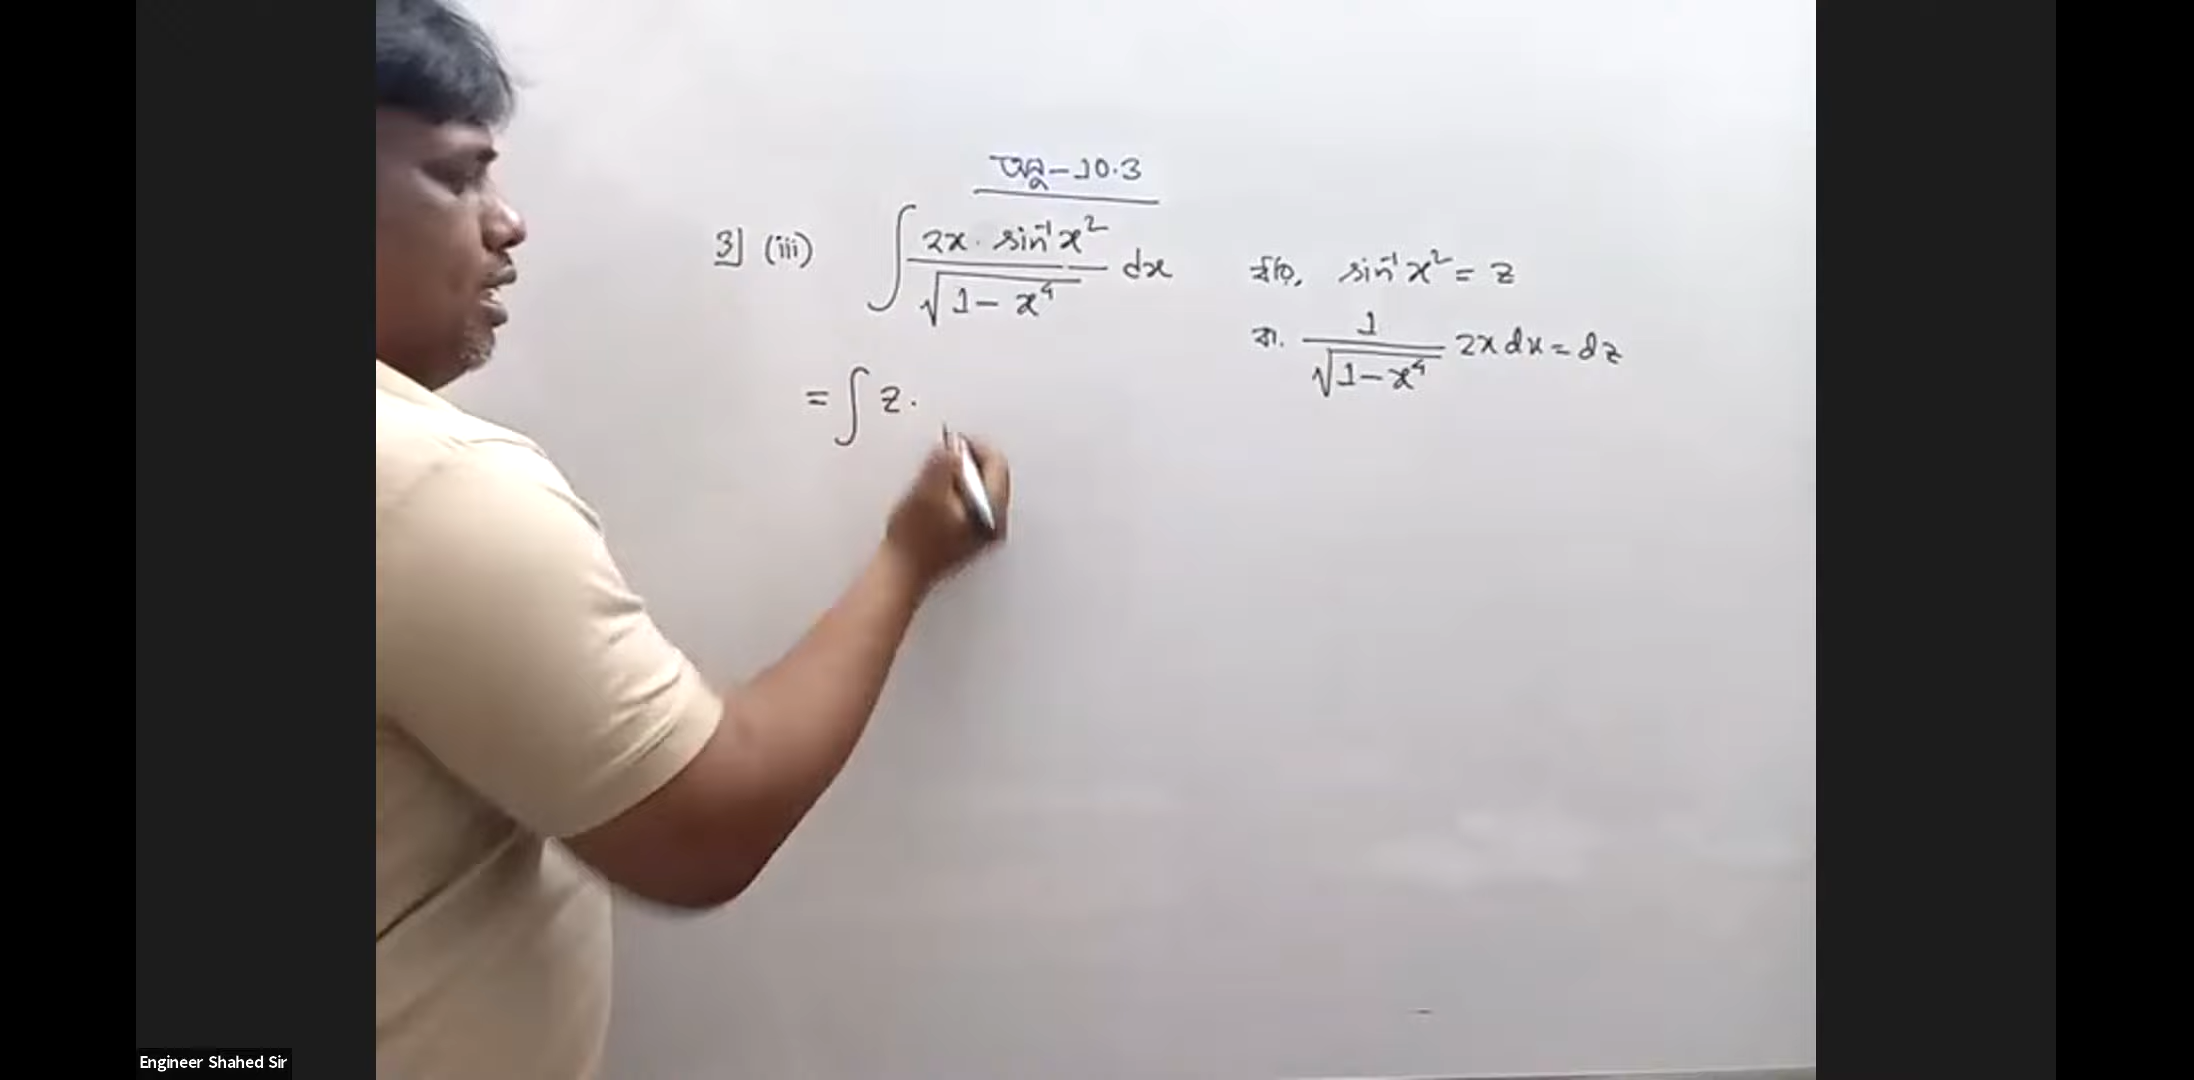 অনু-10.3
3] (iii) ∫ 2x. sin⁻¹x² / √(1-x⁴) dx
ধরি, sin⁻¹x² = z
বা. 1/√(1-x⁴) 2x dx = dz
= ∫ z.
Engineer Shahed Sir